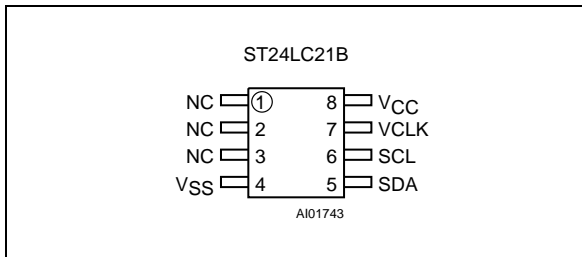 ST24LC21B
NC 1 8 VCC
NC 2 7 VCLK
NC 3 6 SCL
VSS 4 5 SDA
AI01743